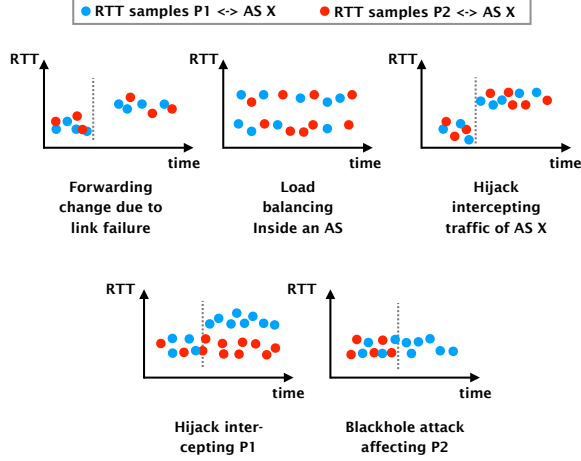 RTT samples P1 <-> AS X RTT samples P2 <-> AS X
RTT RTT RTT
time time time
Forwarding
change due to
link failure
Load
balancing
Inside an AS
Hijack
intercepting
traffic of AS X
RTT RTT
time time
Hijack inter-
cepting P1
Blackhole attack
affecting P2